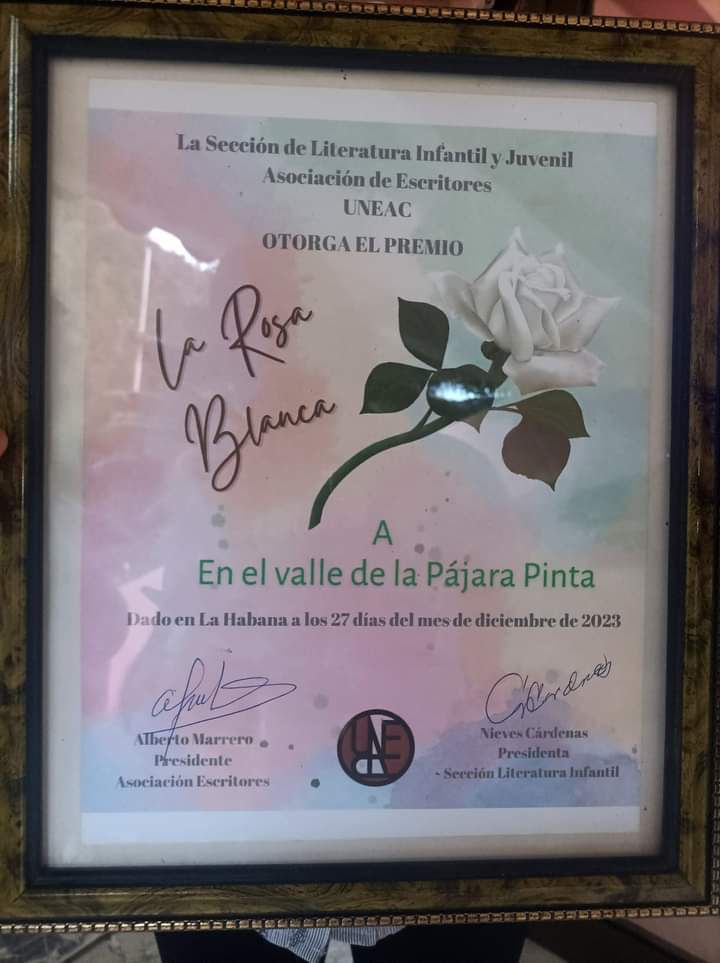 La Sección de Literatura Infantil y Juvenil
Asociación de Escritores
UNEAC
OTORGA EL PREMIO
La Rosa
Blanca
A
En el valle de la Pájara Pinta
Dado en La Habana a los 27 días del mes de diciembre de 2023
Alberto Marrero
Presidente
Asociación Escritores
Nieves Cárdenas
Presidenta
Sección Literatura Infantil